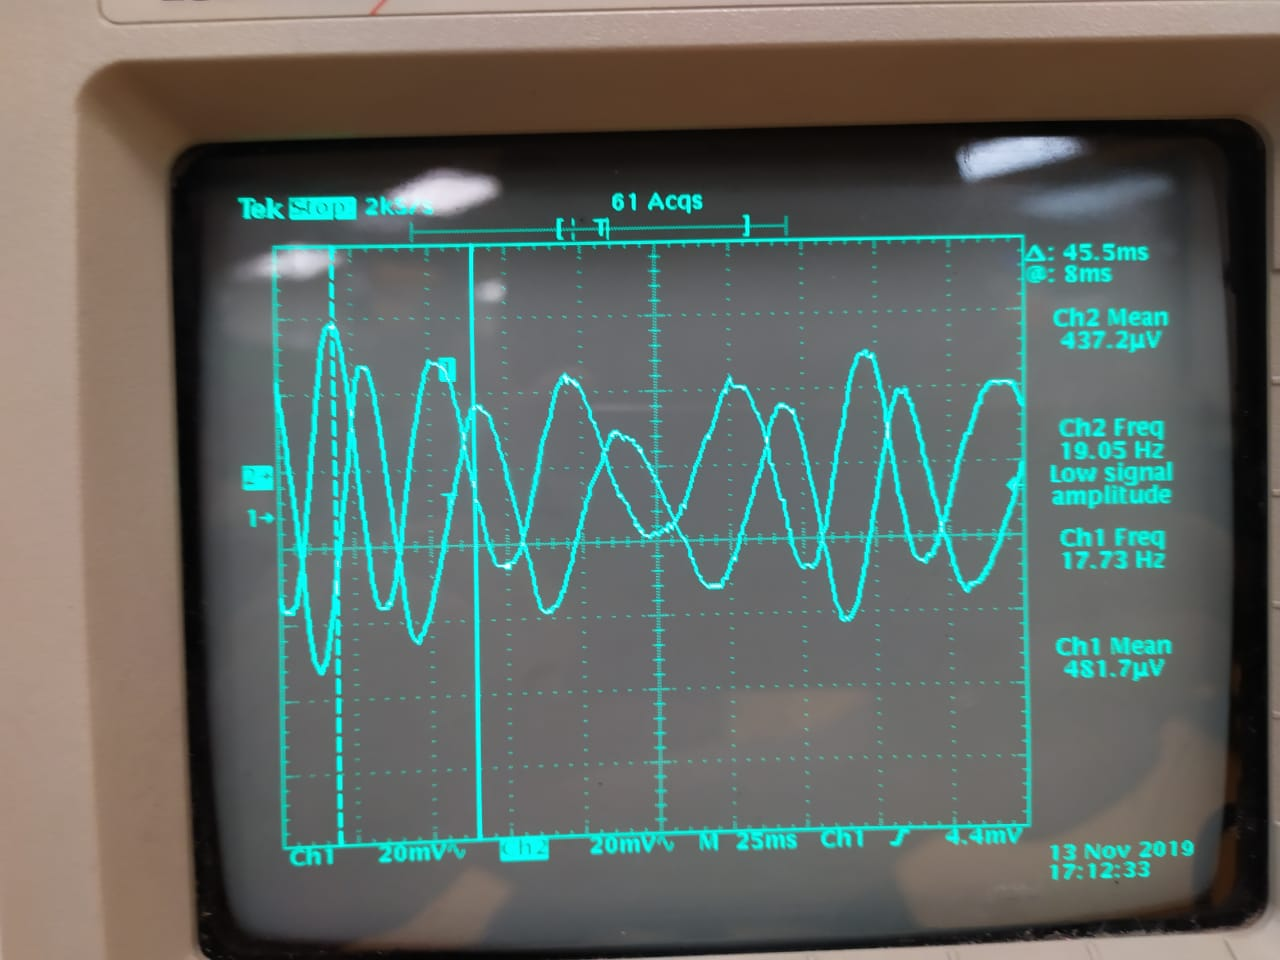 Tek Stop 2kS/s
61 Acqs
[ T ]
Δ: 45.5ms
@: 8ms
Ch2 Mean
437.2µV
Ch2 Freq
19.05 Hz
Low signal
amplitude
Ch1 Freq
17.73 Hz
Ch1 Mean
481.7µV
2→
1→
Ch1 20mV∿ Ch2 20mV∿ M 25ms Ch1 ƒ 4.4mV
13 Nov 2019
17:12:33